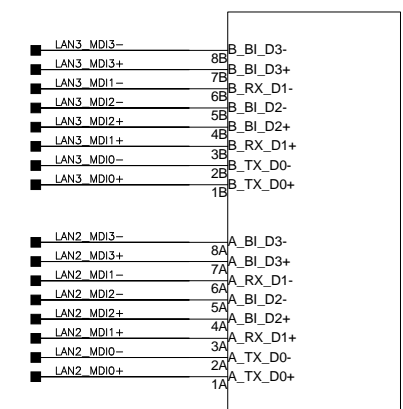 LAN3_MDI3- 8B B_BI_D3-
LAN3_MDI3+ 7B B_BI_D3+
LAN3_MDI1- 6B B_RX_D1-
LAN3_MDI2- 5B B_BI_D2-
LAN3_MDI2+ 4B B_BI_D2+
LAN3_MDI1+ 3B B_RX_D1+
LAN3_MDI0- 2B B_TX_D0-
LAN3_MDI0+ 1B B_TX_D0+
LAN2_MDI3- 8A A_BI_D3-
LAN2_MDI3+ 7A A_BI_D3+
LAN2_MDI1- 6A A_RX_D1-
LAN2_MDI2- 5A A_BI_D2-
LAN2_MDI2+ 4A A_BI_D2+
LAN2_MDI1+ 3A A_RX_D1+
LAN2_MDI0- 2A A_TX_D0-
LAN2_MDI0+ 1A A_TX_D0+